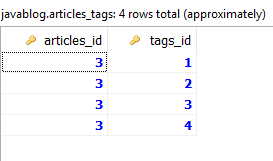 javablog.articles_tags: 4 rows total (approximately)
articles_id tags_id
3 1
3 2
3 3
3 4